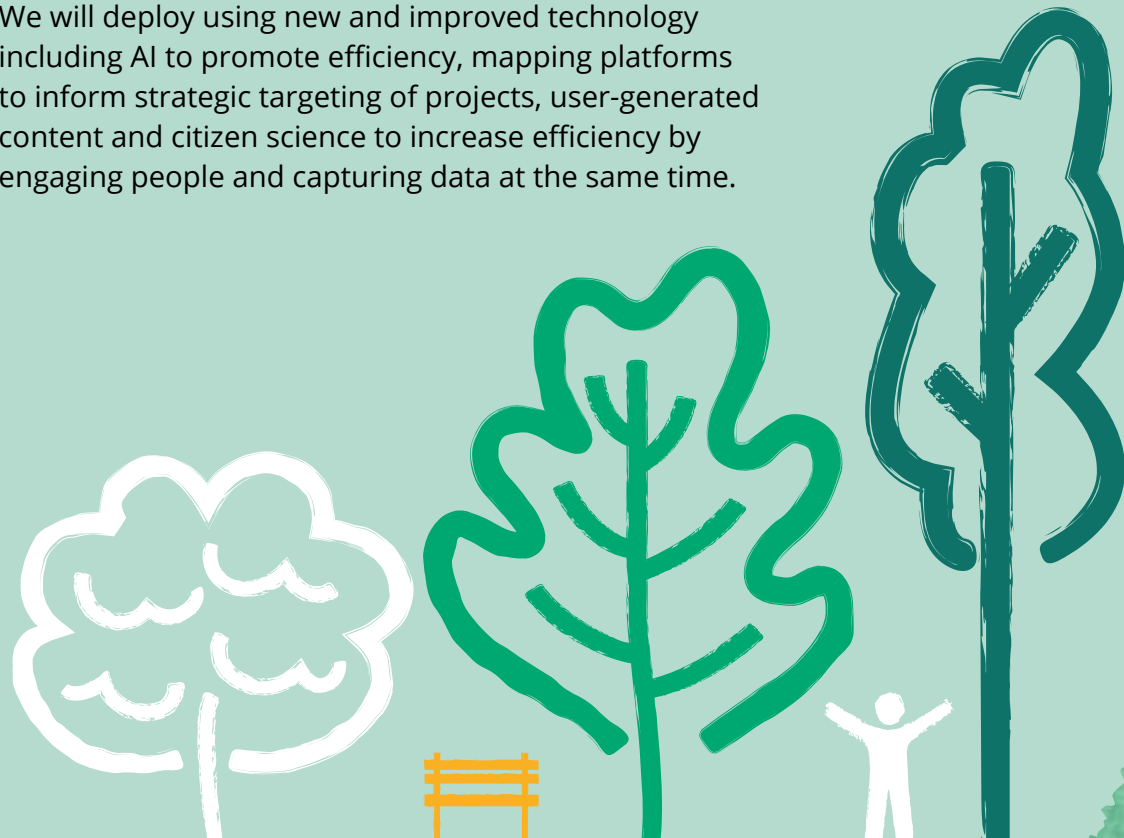 We will deploy using new and improved technology
including AI to promote efficiency, mapping platforms
to inform strategic targeting of projects, user-generated
content and citizen science to increase efficiency by
engaging people and capturing data at the same time.